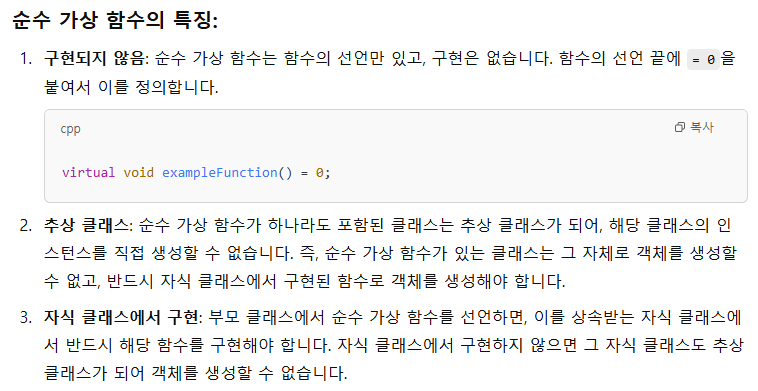 순수 가상 함수의 특징:
1. 구현되지 않음: 순수 가상 함수는 함수의 선언만 있고, 구현은 없습니다. 함수의 선언 끝에 = 0 을
붙여서 이를 정의합니다.
cpp 복사
virtual void exampleFunction() = 0;
2. 추상 클래스: 순수 가상 함수가 하나라도 포함된 클래스는 추상 클래스가 되어, 해당 클래스의 인
스턴스를 직접 생성할 수 없습니다. 즉, 순수 가상 함수가 있는 클래스는 그 자체로 객체를 생성할
수 없고, 반드시 자식 클래스에서 구현된 함수로 객체를 생성해야 합니다.
3. 자식 클래스에서 구현: 부모 클래스에서 순수 가상 함수를 선언하면, 이를 상속받는 자식 클래스에
서 반드시 해당 함수를 구현해야 합니다. 자식 클래스에서 구현하지 않으면 그 자식 클래스도 추상
클래스가 되어 객체를 생성할 수 없습니다.